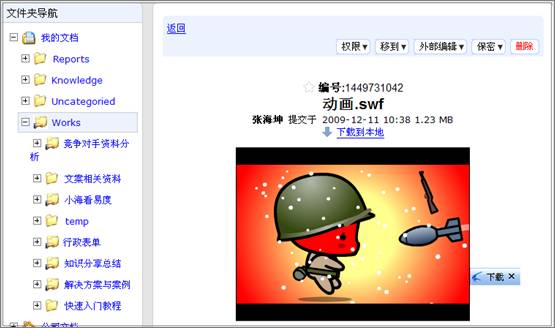 文件夹导航
我的文档
Reports
Knowledge
Uncategoried
Works
竞争对手资料分
析
文案相关资料
小海看易度
temp
行政表单
知识分享总结
解决方案与案例
快速入门教程
公司文档
返回
权限 移到 外部编辑 保密 删除
编号:1449731042
动画.swf
张海坤 提交于 2009-12-11 10:38 1.23 MB
下载到本地
下载 ×